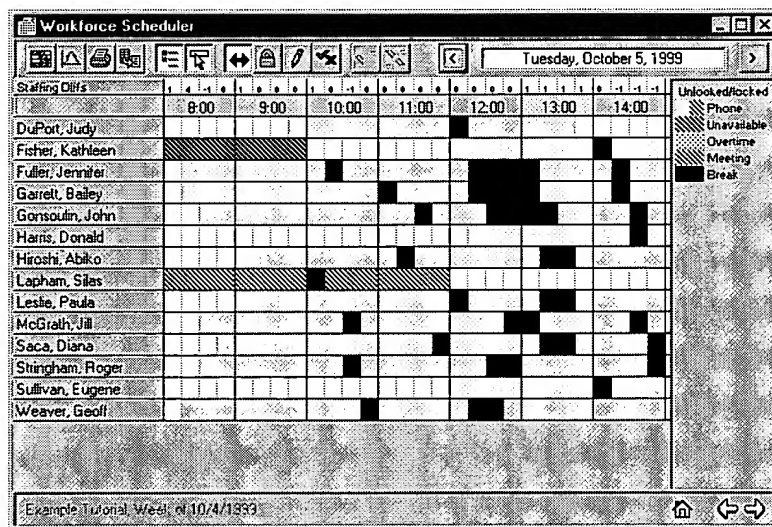 Workforce Scheduler
Tuesday, October 5, 1999
Staffing Diffs
8:00 9:00 10:00 11:00 12:00 13:00 14:00
Unlooked/locked
Phone
Unavailable
Overtime
Meeting
Break
DuPort, Judy
Fisher, Kathleen
Fuller, Jennifer
Garrett, Bailey
Gonsoulin, John
Harris, Donald
Hiroshi, Abiko
Lapham, Silas
Leslie, Paula
McGrath, Jill
Saca, Diana
Stringham, Roger
Sullivan, Eugene
Weaver, Geoff
Example Tutorial, Week of 10/4/1999